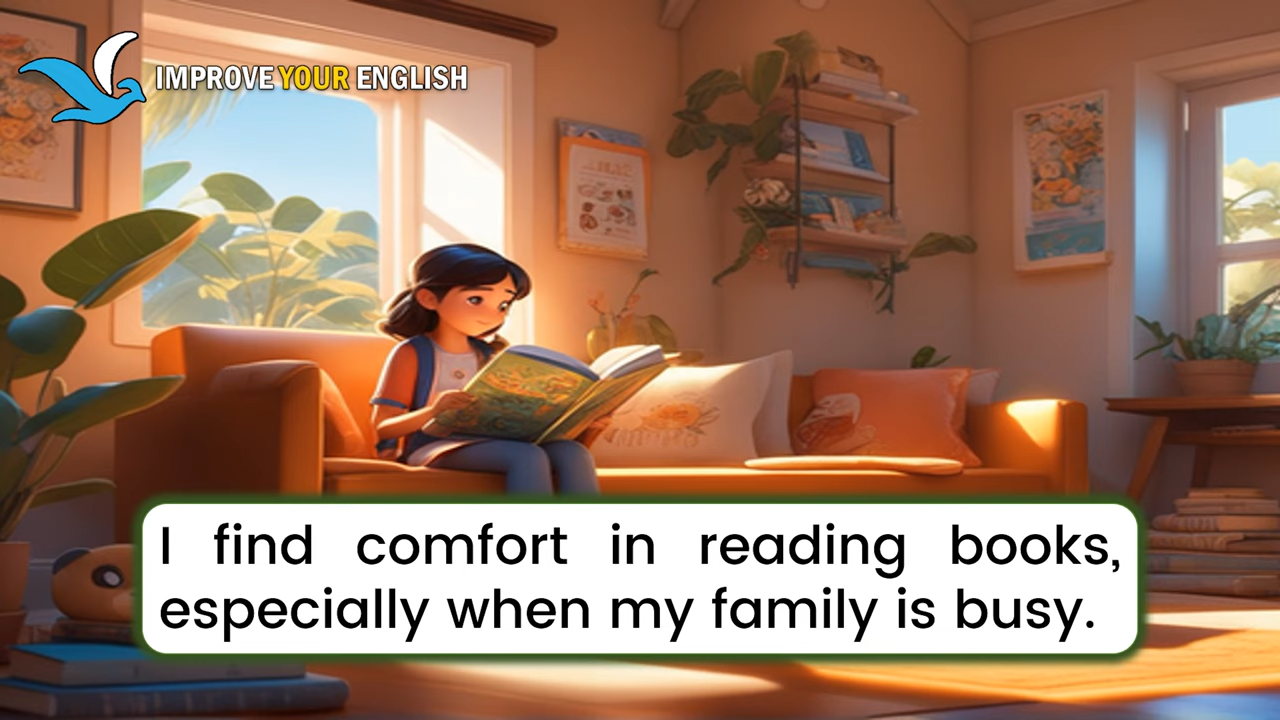 IMPROVE YOUR ENGLISH
I find comfort in reading books,
especially when my family is busy.